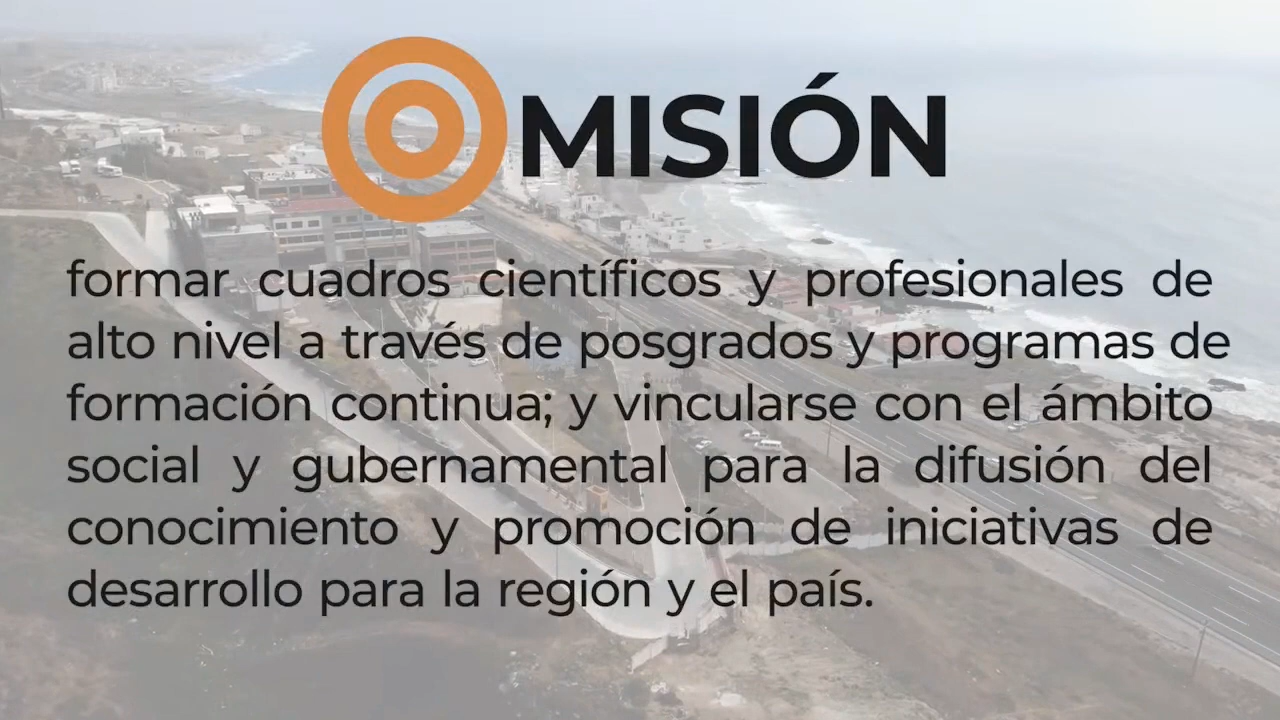 MISIÓN
formar cuadros científicos y profesionales de
alto nivel a través de posgrados y programas de
formación continua; y vincularse con el ámbito
social y gubernamental para la difusión del
conocimiento y promoción de iniciativas de
desarrollo para la región y el país.